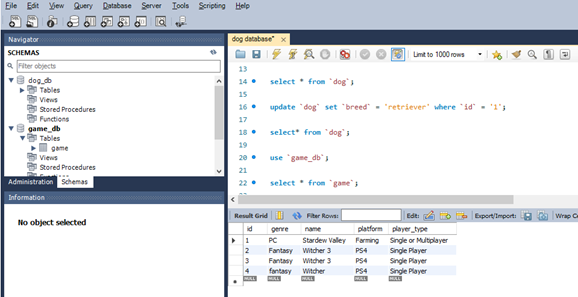 File Edit View Query Database Server Tools Scripting Help
Navigator
SCHEMAS
Filter objects
dog_db
Tables
Views
Stored Procedures
Functions
game_db
Tables
game
Views
Stored Procedures
Administration Schemas
Information
No object selected
dog database*
Limit to 1000 rows
13
14 select * from `dog`;
15
16 update `dog` set `breed` = 'retriever' where `id` = '1';
17
18 select* from `dog`;
19
20 use `game_db`;
21
22 select * from `game`;
Result Grid Filter Rows: Edit: Export/Import: Wrap Ce
id genre name platform player_type
1 PC Stardew Valley Farming Single or Multiplayer
2 Fantasy Witcher 3 PS4 Single Player
3 Fantasy Witcher 3 PS4 Single Player
4 fantasy Witcher PS4 Single Player
NULL NULL NULL NULL NULL